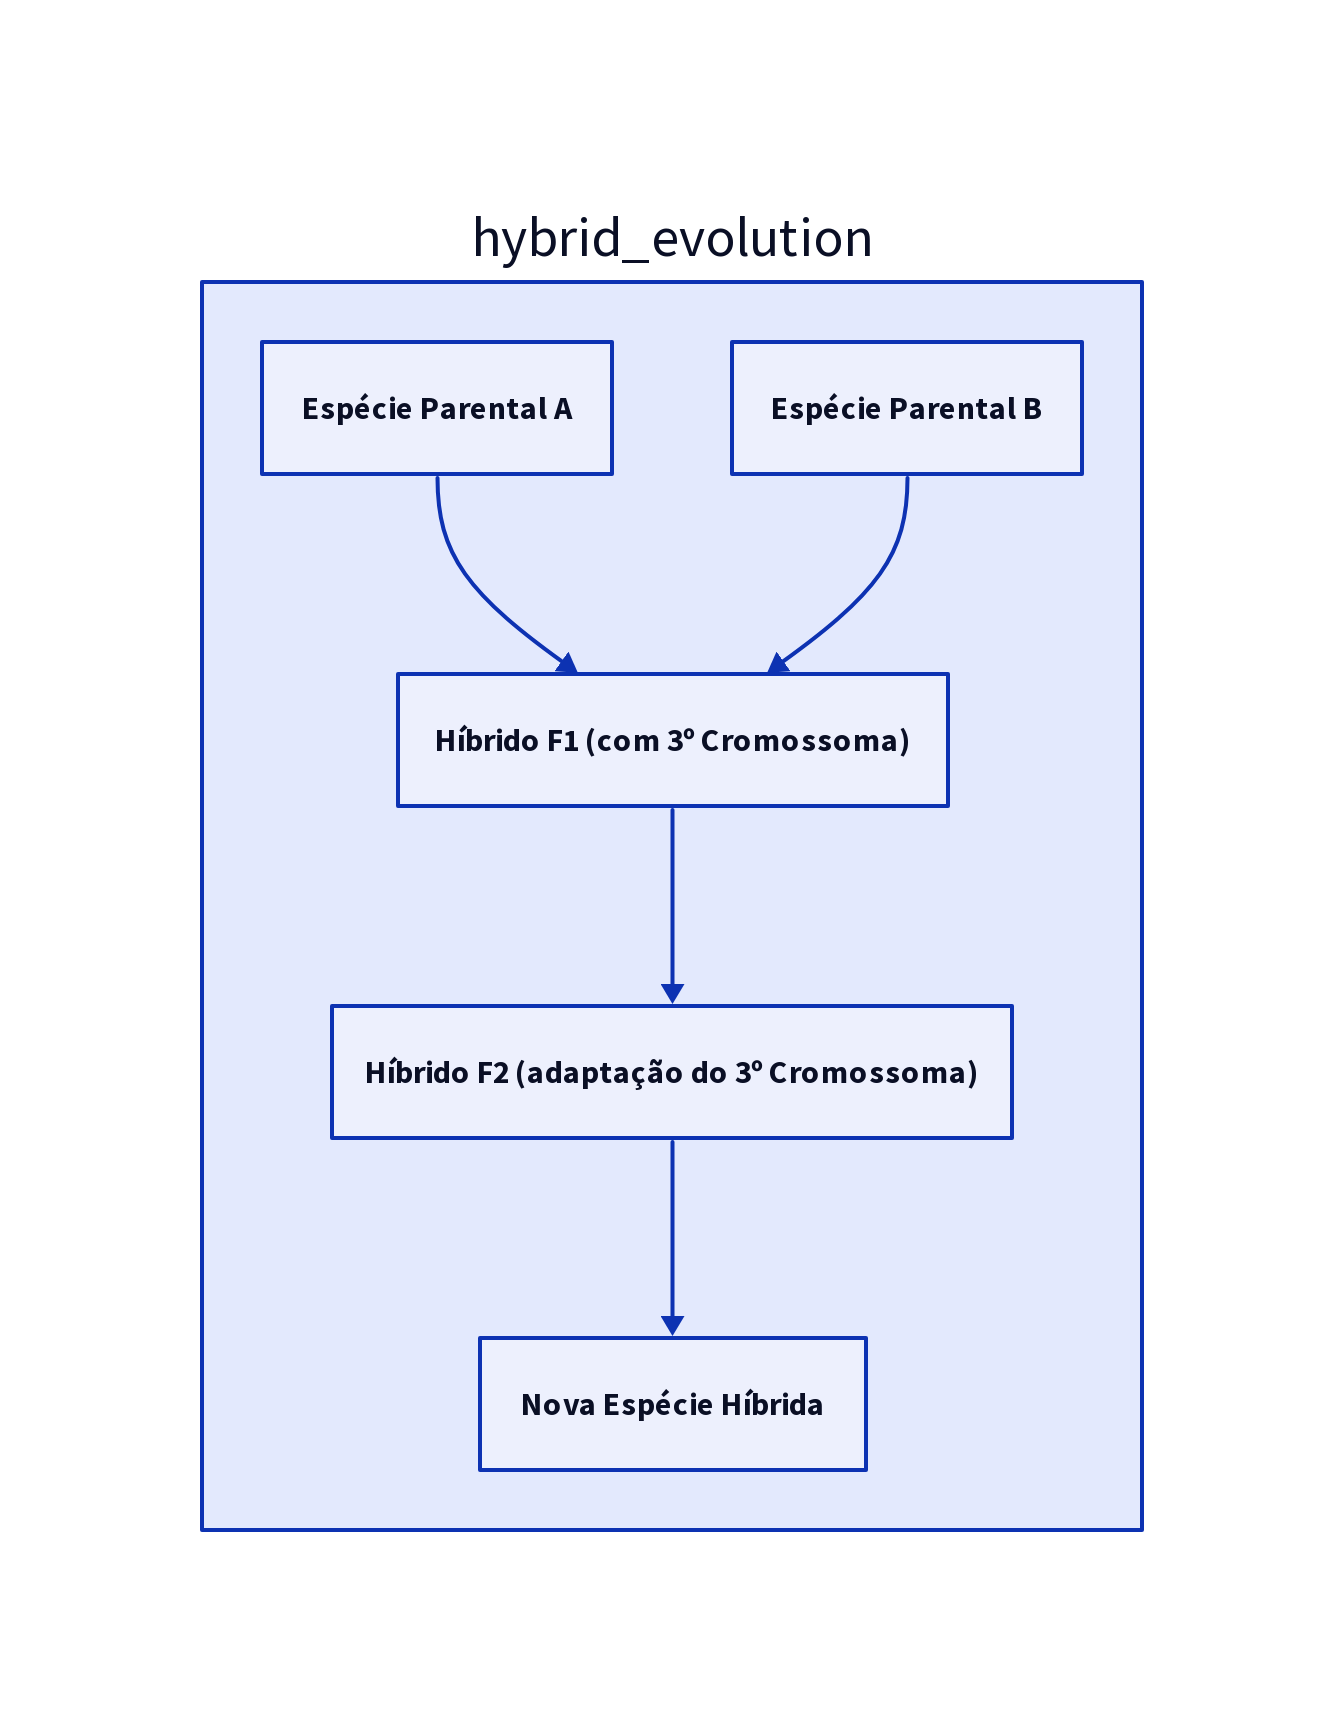 hybrid_evolution
Espécie Parental A
Espécie Parental B
Híbrido F1 (com 3º Cromossoma)
Híbrido F2 (adaptação do 3º Cromossoma)
Nova Espécie Híbrida